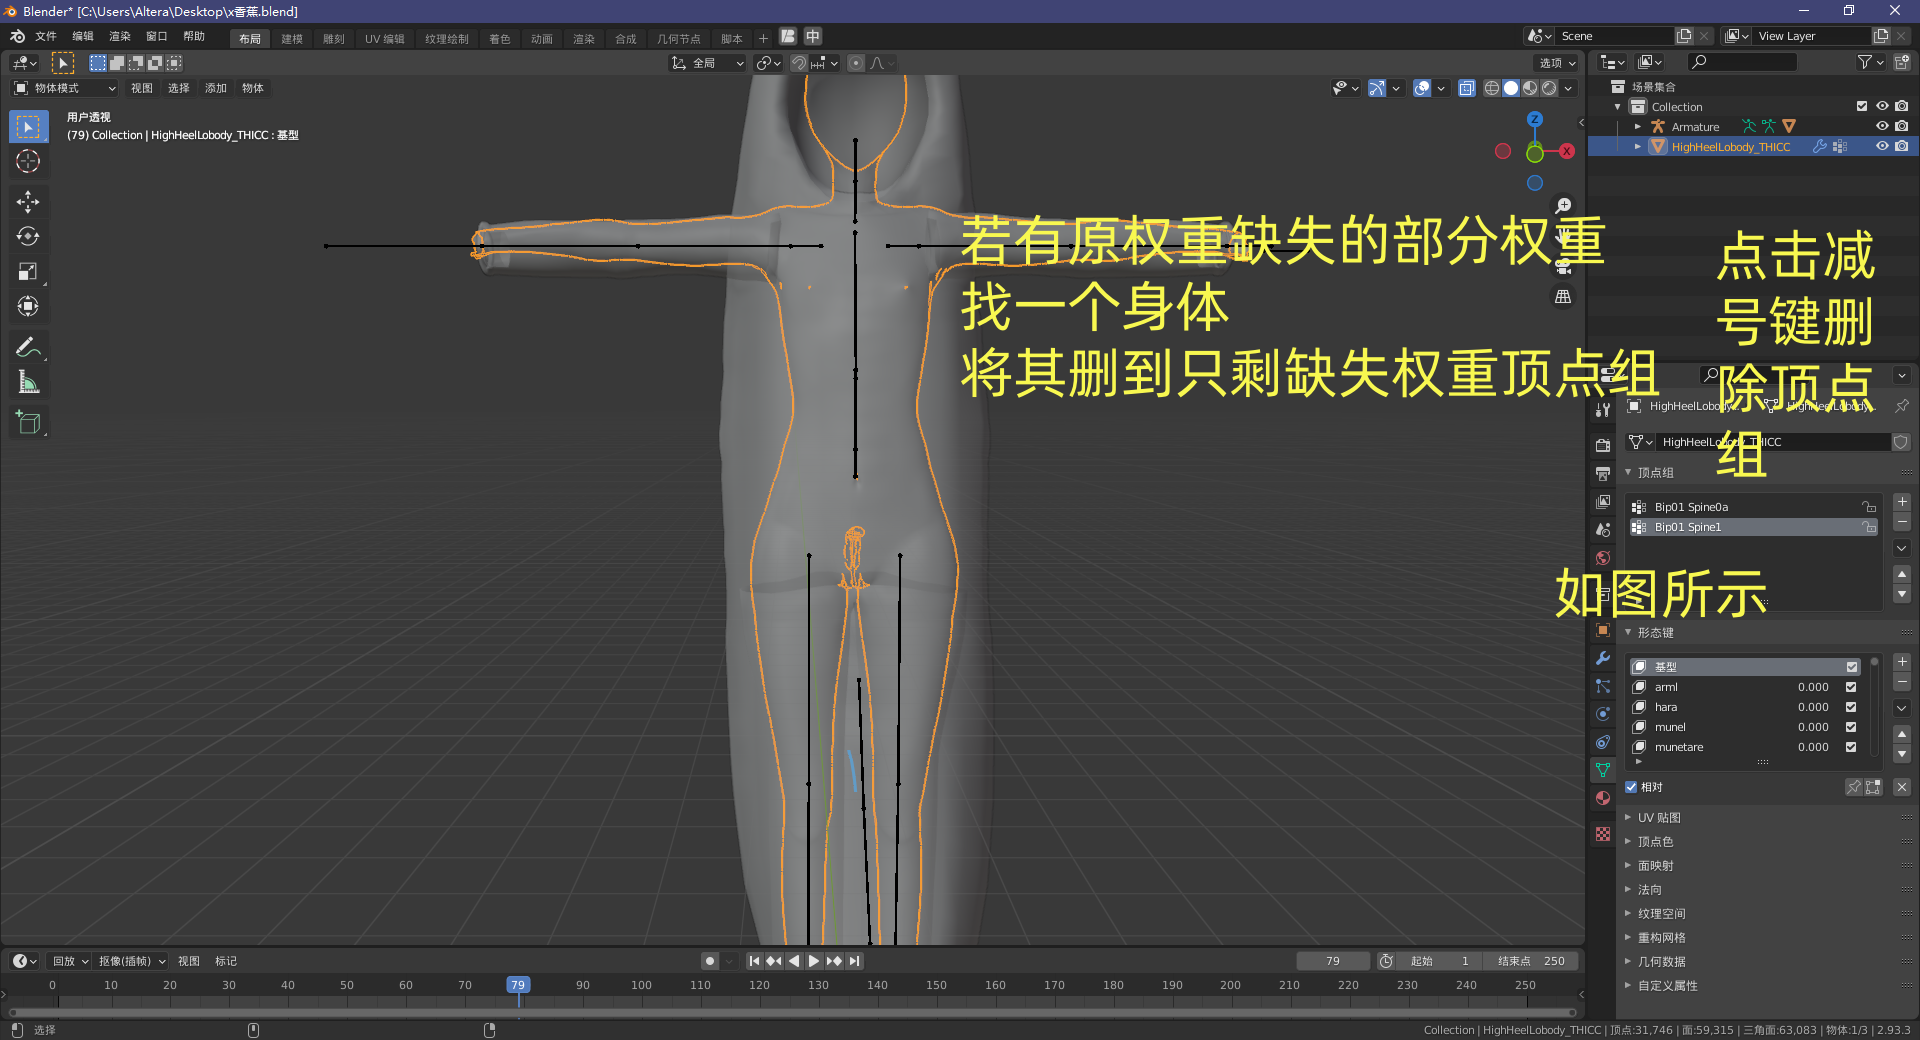 Blender* [C:\Users\Altera\Desktop\x香蕉.blend]
文件 编辑 渲染 窗口 帮助 布局 建模 雕刻 UV 编辑 纹理绘制 着色 动画 渲染 合成 几何节点 脚本 + 中 Scene View Layer
全局 选项
物体模式 视图 选择 添加 物体
场景集合
Collection
Armature
HighHeelLobody_THICC
用户透视
(79) Collection | HighHeelLobody_THICC : 基型
Z
X
若有原权重缺失的部分权重
找一个身体
将其删到只剩缺失权重顶点组
点击减
号键删
除顶点
组
如图所示
HighHeelLobody_THICC
顶点组
Bip01 Spine0a
Bip01 Spine1
形态键
基型
arml 0.000
hara 0.000
munel 0.000
munetare 0.000
相对
UV 贴图
顶点色
面映射
法向
纹理空间
重构网格
几何数据
自定义属性
回放 抠像(插帧) 视图 标记 79 起始 1 结束点 250
0 10 20 30 40 50 60 70 79 90 100 110 120 130 140 150 160 170 180 190 200 210 220 230 240 250
选择
Collection | HighHeelLobody_THICC | 顶点:31,746 | 面:59,315 | 三角面:63,083 | 物体:1/3 | 2.93.3